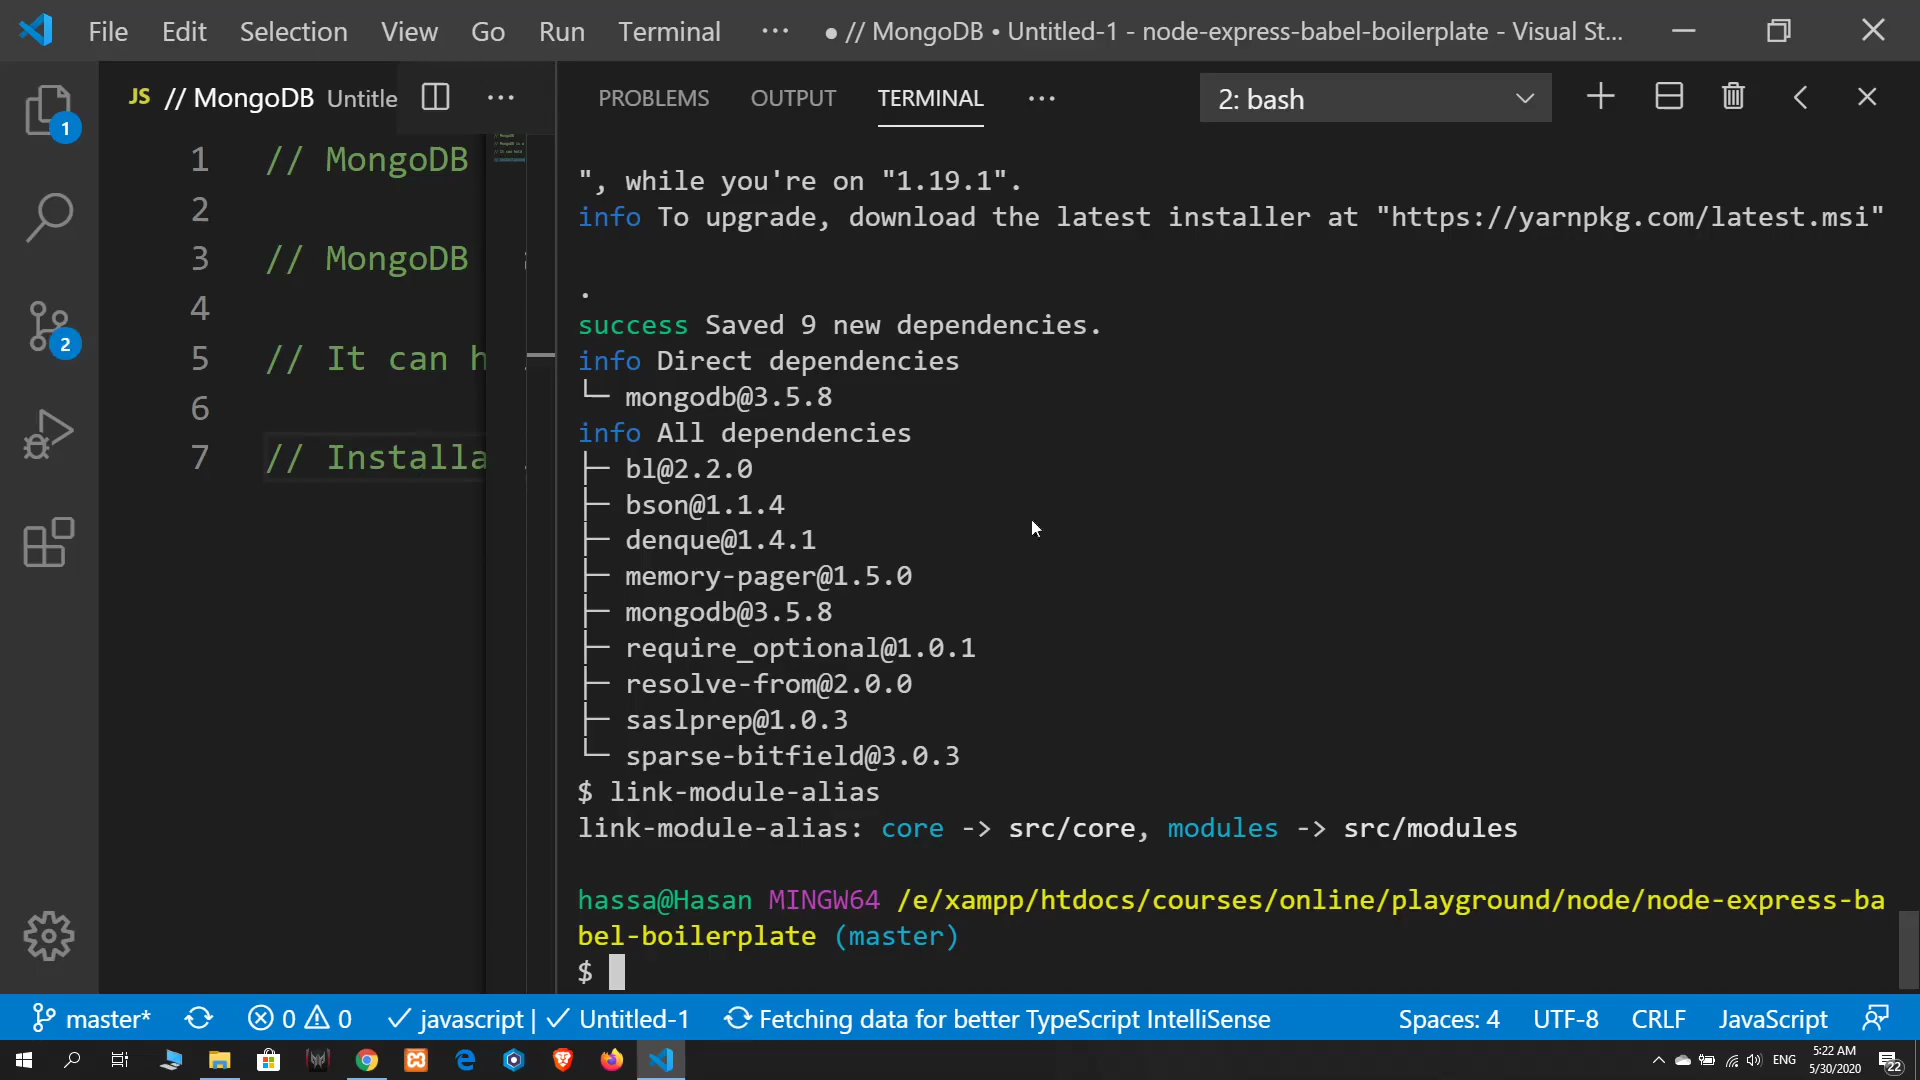 File Edit Selection View Go Run Terminal ··· ● // MongoDB • Untitled-1 - node-express-babel-boilerplate - Visual St...
JS // MongoDB Untitle ···
PROBLEMS OUTPUT TERMINAL ··· 2: bash
1 // MongoDB
2
3 // MongoDB
4
5 // It can h
6
7 // Installa
", while you're on "1.19.1".
info To upgrade, download the latest installer at "https://yarnpkg.com/latest.msi"
.
success Saved 9 new dependencies.
info Direct dependencies
└─ mongodb@3.5.8
info All dependencies
├─ bl@2.2.0
├─ bson@1.1.4
├─ denque@1.4.1
├─ memory-pager@1.5.0
├─ mongodb@3.5.8
├─ require_optional@1.0.1
├─ resolve-from@2.0.0
├─ saslprep@1.0.3
└─ sparse-bitfield@3.0.3
$ link-module-alias
link-module-alias: core -> src/core, modules -> src/modules
hassa@Hasan MINGW64 /e/xampp/htdocs/courses/online/playground/node/node-express-ba
bel-boilerplate (master)
$
1
2
master* 0 0 javascript | Untitled-1 Fetching data for better TypeScript IntelliSense Spaces: 4 UTF-8 CRLF JavaScript
ENG 5:22 AM
5/30/2020 22